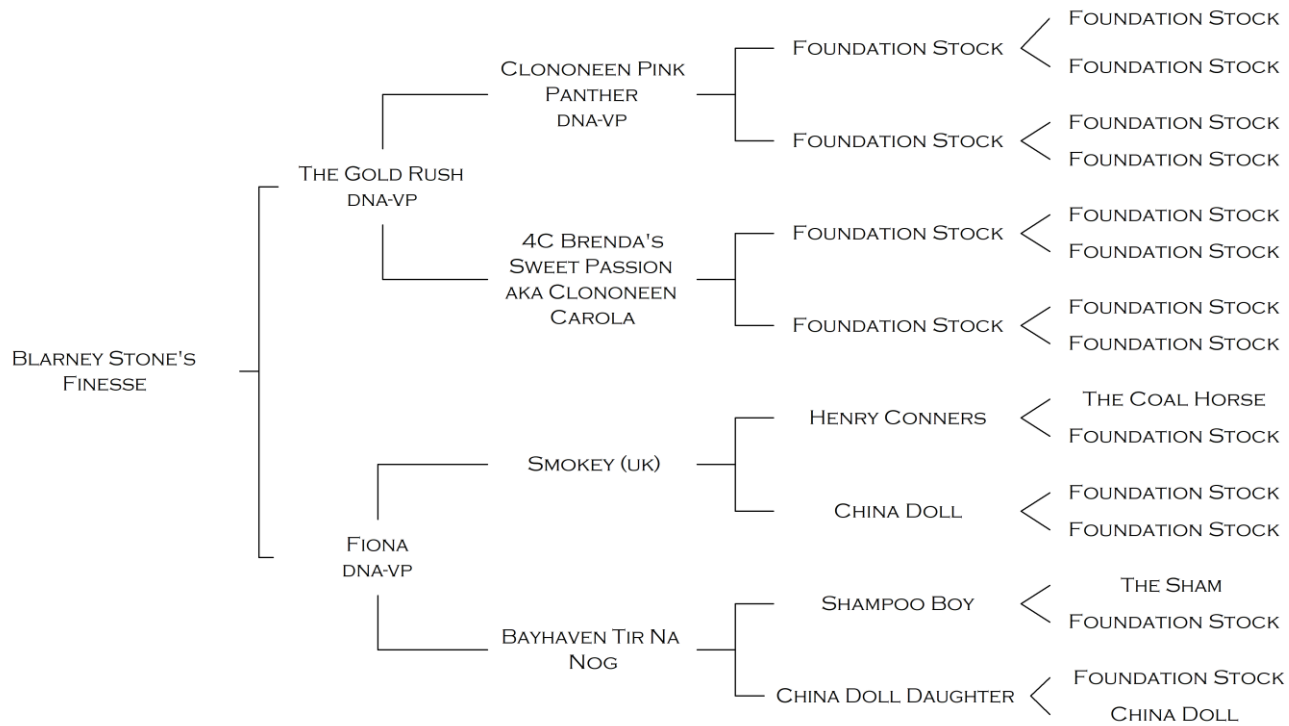 Foundation Stock
Foundation Stock
Foundation Stock
Clononeen Pink
Panther
DNA-VP
Foundation Stock
Foundation Stock
Foundation Stock
The Gold Rush
DNA-VP
Foundation Stock
Foundation Stock
Foundation Stock
4C Brenda's
Sweet Passion
aka Clononeen
Carola
Foundation Stock
Foundation Stock
Foundation Stock
Blarney Stone's
Finesse
Henry Conners
The Coal Horse
Foundation Stock
Smokey (UK)
China Doll
Foundation Stock
Foundation Stock
Fiona
DNA-VP
Shampoo Boy
The Sham
Foundation Stock
Bayhaven Tir Na
Nog
China Doll Daughter
Foundation Stock
China Doll